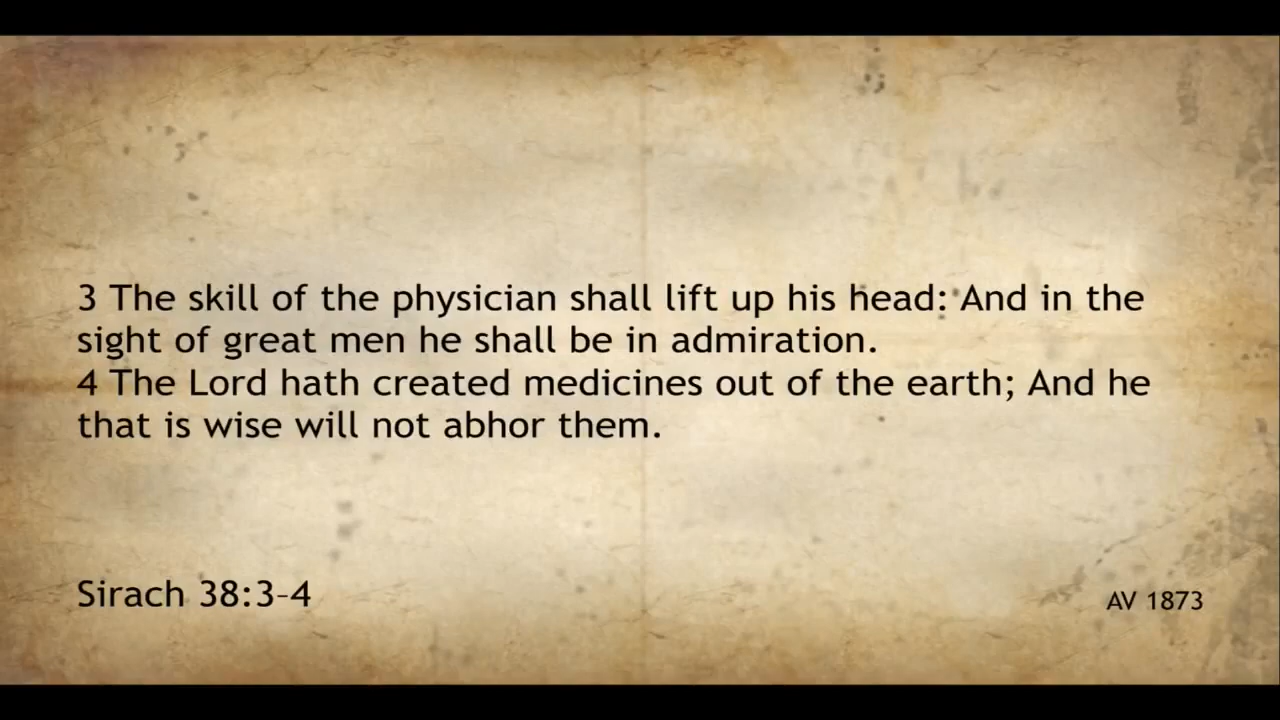 3 The skill of the physician shall lift up his head: And in the
sight of great men he shall be in admiration.
4 The Lord hath created medicines out of the earth; And he
that is wise will not abhor them.
Sirach 38:3–4
AV 1873